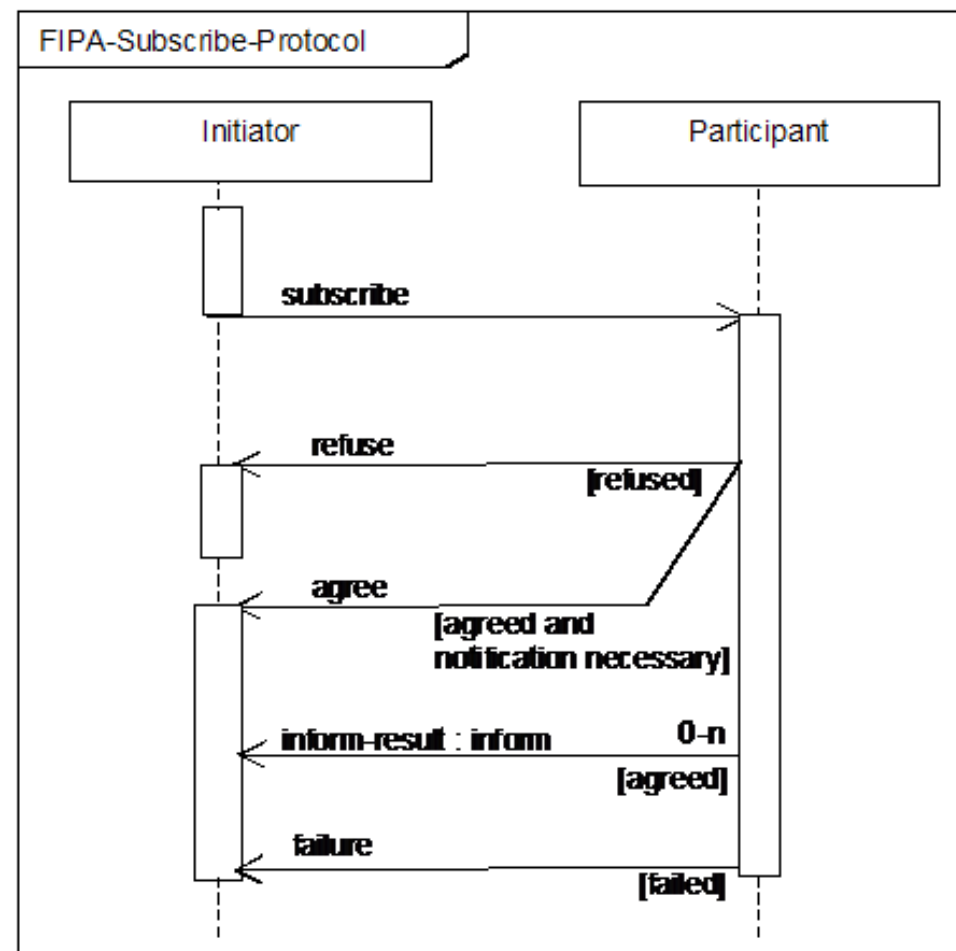 FIPA-Subscribe-Protocol
Initiator
Participant
subscribe
refuse
[refused]
agree
[agreed and
notification necessary]
inform-result : inform
0-n
[agreed]
failure
[failed]